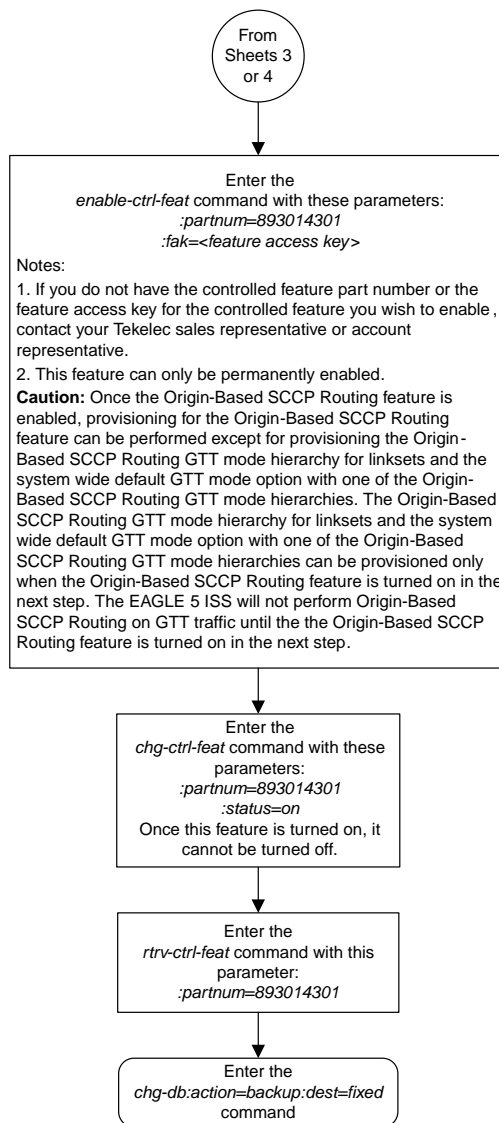 From
Sheets 3
or 4
Enter the
enable-ctrl-feat command with these parameters:
:partnum=893014301
:fak=<feature access key>
Notes:
1. If you do not have the controlled feature part number or the
feature access key for the controlled feature you wish to enable,
contact your Tekelec sales representative or account
representative.
2. This feature can only be permanently enabled.
Caution: Once the Origin-Based SCCP Routing feature is
enabled, provisioning for the Origin-Based SCCP Routing
feature can be performed except for provisioning the Origin-
Based SCCP Routing GTT mode hierarchy for linksets and the
system wide default GTT mode option with one of the Origin-
Based SCCP Routing GTT mode hierarchies. The Origin-Based
SCCP Routing GTT mode hierarchy for linksets and the system
wide default GTT mode option with one of the Origin-Based
SCCP Routing GTT mode hierarchies can be provisioned only
when the Origin-Based SCCP Routing feature is turned on in the
next step. The EAGLE 5 ISS will not perform Origin-Based
SCCP Routing on GTT traffic until the the Origin-Based SCCP
Routing feature is turned on in the next step.
Enter the
chg-ctrl-feat command with these
parameters:
:partnum=893014301
:status=on
Once this feature is turned on, it
cannot be turned off.
Enter the
rtrv-ctrl-feat command with this
parameter:
:partnum=893014301
Enter the
chg-db:action=backup:dest=fixed
command